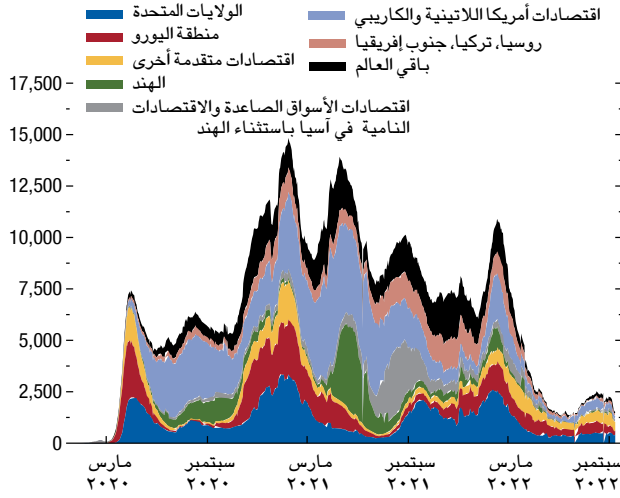 الولايات المتحدة
منطقة اليورو
اقتصادات متقدمة أخرى
الهند
اقتصادات الأسواق الصاعدة والاقتصادات
النامية في آسيا باستثناء الهند
اقتصادات أمريكا اللاتينية والكاريبي
روسيا، تركيا، جنوب إفريقيا
باقي العالم
17,500
15,000
12,500
10,000
7,500
5,000
2,500
0
مارس ٢٠٢٠
سبتمبر ٢٠٢٠
مارس ٢٠٢١
سبتمبر ٢٠٢١
مارس ٢٠٢٢
سبتمبر ٢٠٢٢